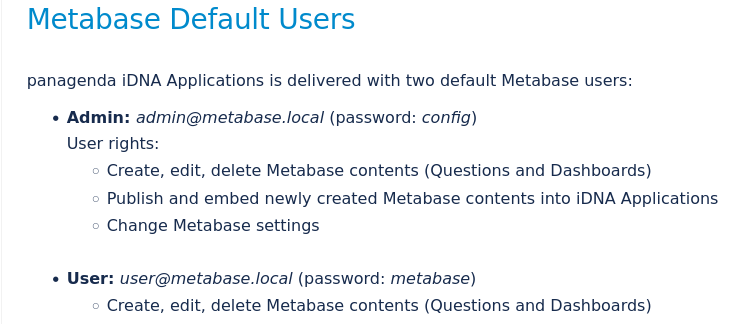 Metabase Default Users
panagenda iDNA Applications is delivered with two default Metabase users:
• Admin: admin@metabase.local (password: config)
User rights:
○ Create, edit, delete Metabase contents (Questions and Dashboards)
○ Publish and embed newly created Metabase contents into iDNA Applications
○ Change Metabase settings
• User: user@metabase.local (password: metabase)
○ Create, edit, delete Metabase contents (Questions and Dashboards)